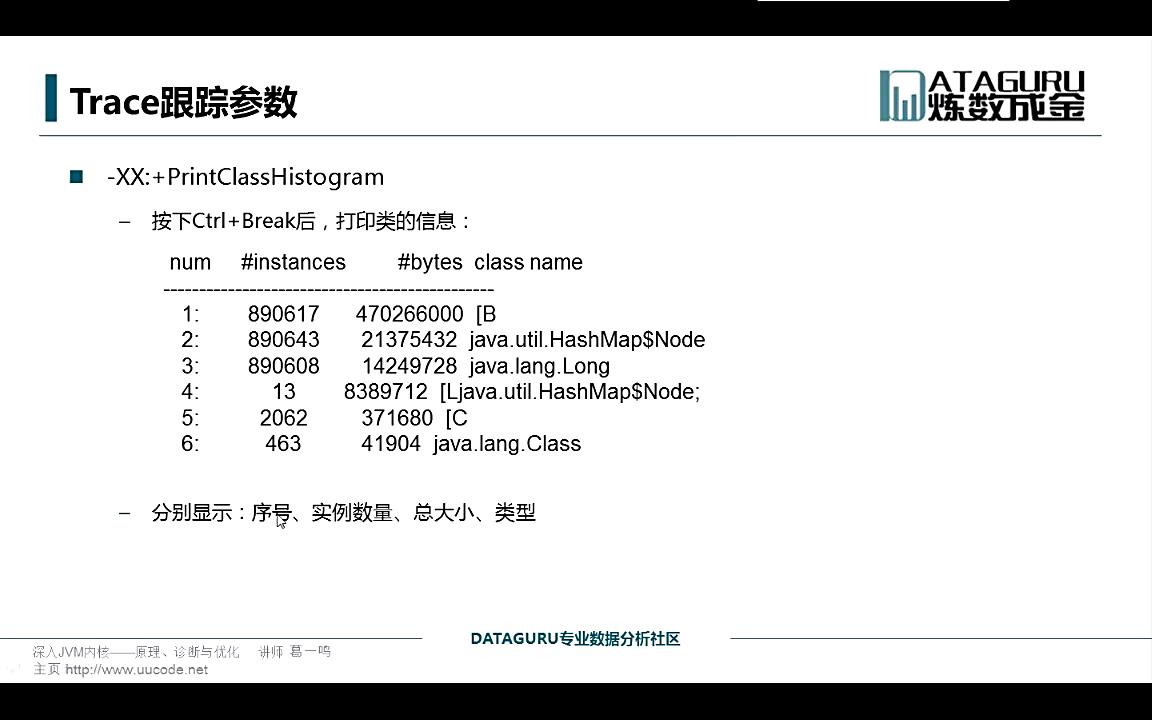 Trace跟踪参数
DATAGURU
炼数成金
-XX:+PrintClassHistogram
– 按下Ctrl+Break后，打印类的信息：
num #instances #bytes class name
----------------------------------------------
1: 890617 470266000 [B
2: 890643 21375432 java.util.HashMap$Node
3: 890608 14249728 java.lang.Long
4: 13 8389712 [Ljava.util.HashMap$Node;
5: 2062 371680 [C
6: 463 41904 java.lang.Class
– 分别显示：序号、实例数量、总大小、类型
DATAGURU专业数据分析社区
深入JVM内核——原理、诊断与优化 讲师 葛一鸣
主页 http://www.uucode.net